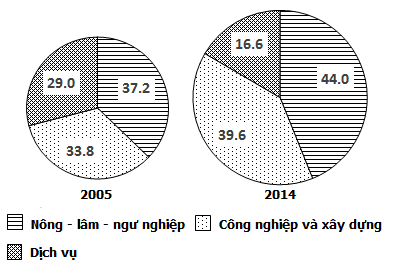 29.0 37.2
33.8
16.6 44.0
39.6
2005 2014
Nông - lâm - ngư nghiệp Công nghiệp và xây dựng
Dịch vụ